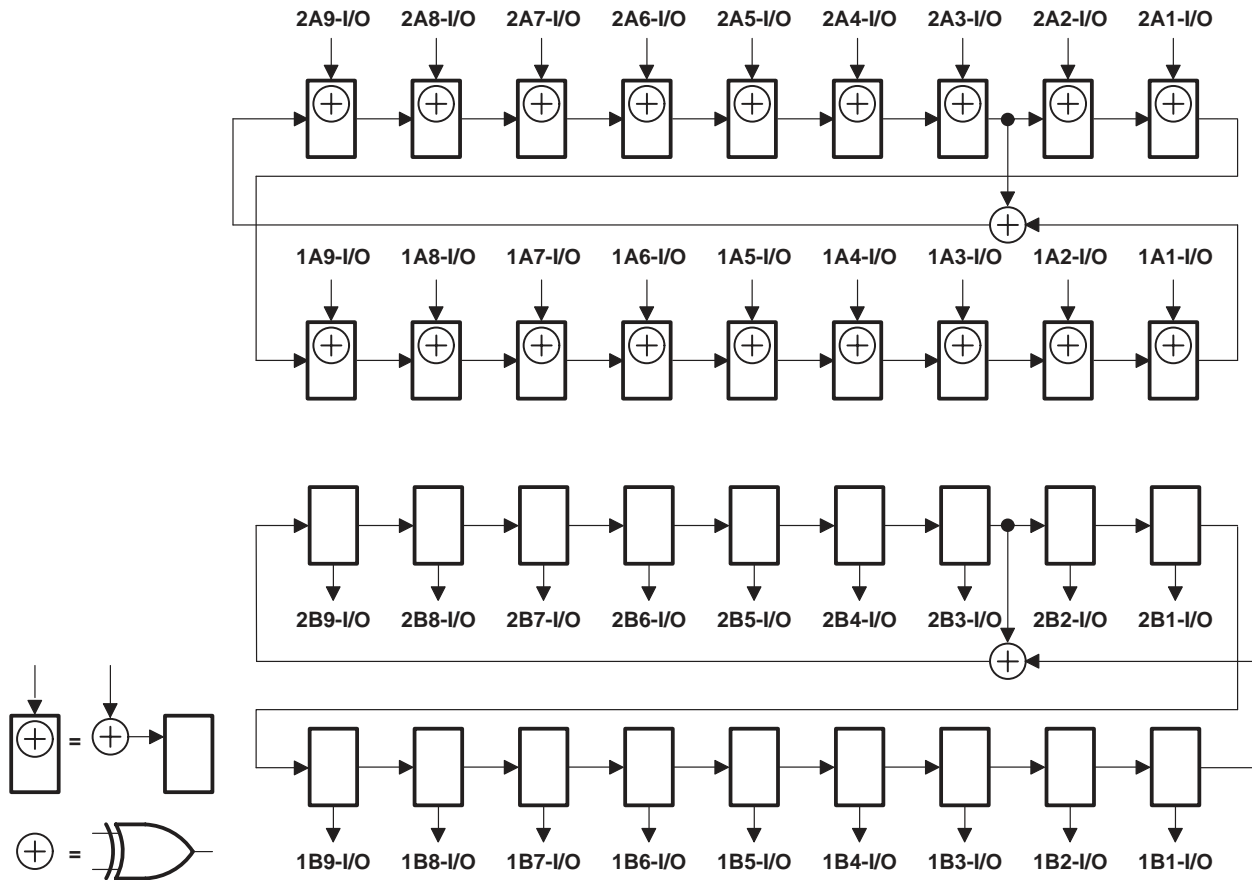 2A9-I/O 2A8-I/O 2A7-I/O 2A6-I/O 2A5-I/O 2A4-I/O 2A3-I/O 2A2-I/O 2A1-I/O
1A9-I/O 1A8-I/O 1A7-I/O 1A6-I/O 1A5-I/O 1A4-I/O 1A3-I/O 1A2-I/O 1A1-I/O
2B9-I/O 2B8-I/O 2B7-I/O 2B6-I/O 2B5-I/O 2B4-I/O 2B3-I/O 2B2-I/O 2B1-I/O
=
=
1B9-I/O 1B8-I/O 1B7-I/O 1B6-I/O 1B5-I/O 1B4-I/O 1B3-I/O 1B2-I/O 1B1-I/O